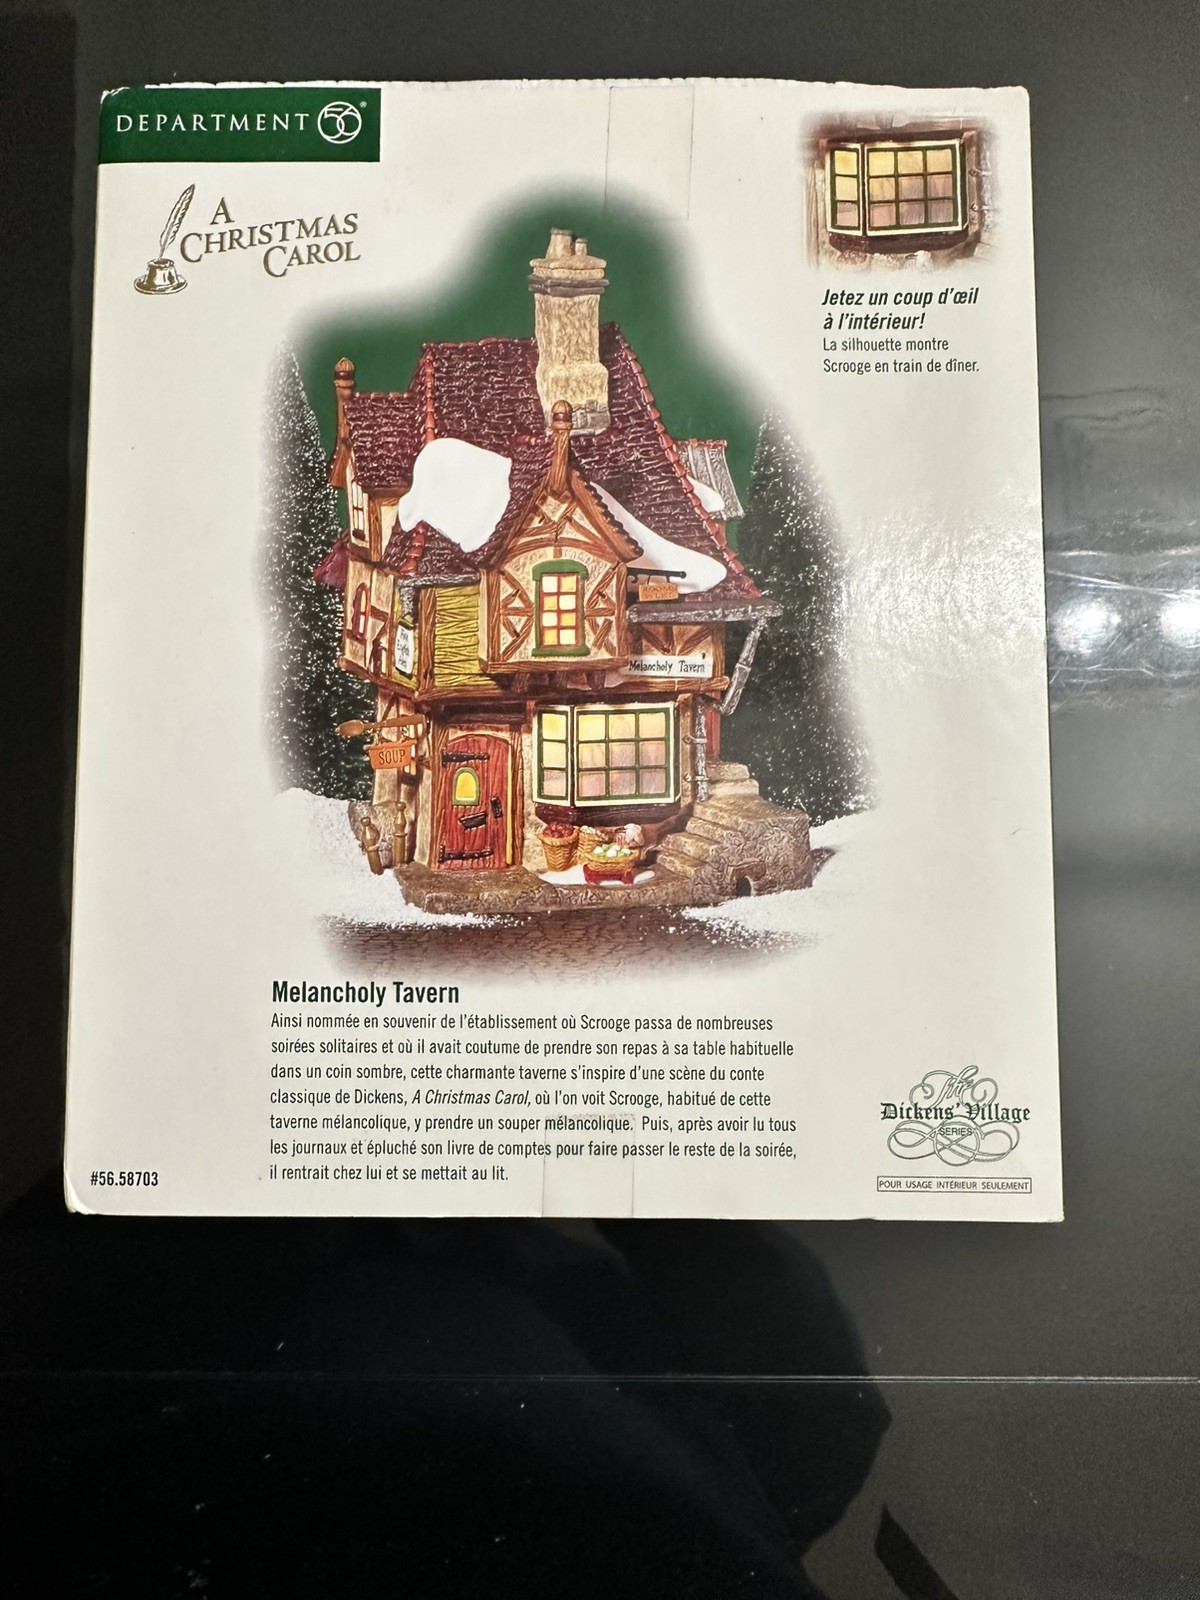 DEPARTMENT 56®
A
CHRISTMAS
CAROL
Jetez un coup d'œil
à l'intérieur!
La silhouette montre
Scrooge en train de dîner.
ROOMS
Melancholy Tavern
SOUP
Melancholy Tavern
Ainsi nommée en souvenir de l'établissement où Scrooge passa de nombreuses
soirées solitaires et où il avait coutume de prendre son repas à sa table habituelle
dans un coin sombre, cette charmante taverne s'inspire d'une scène du conte
classique de Dickens, A Christmas Carol, où l'on voit Scrooge, habitué de cette
taverne mélancolique, y prendre un souper mélancolique. Puis, après avoir lu tous
les journaux et épluché son livre de comptes pour faire passer le reste de la soirée,
il rentrait chez lui et se mettait au lit.
#56.58703
The
Dickens' Village
SERIES
POUR USAGE INTÉRIEUR SEULEMENT